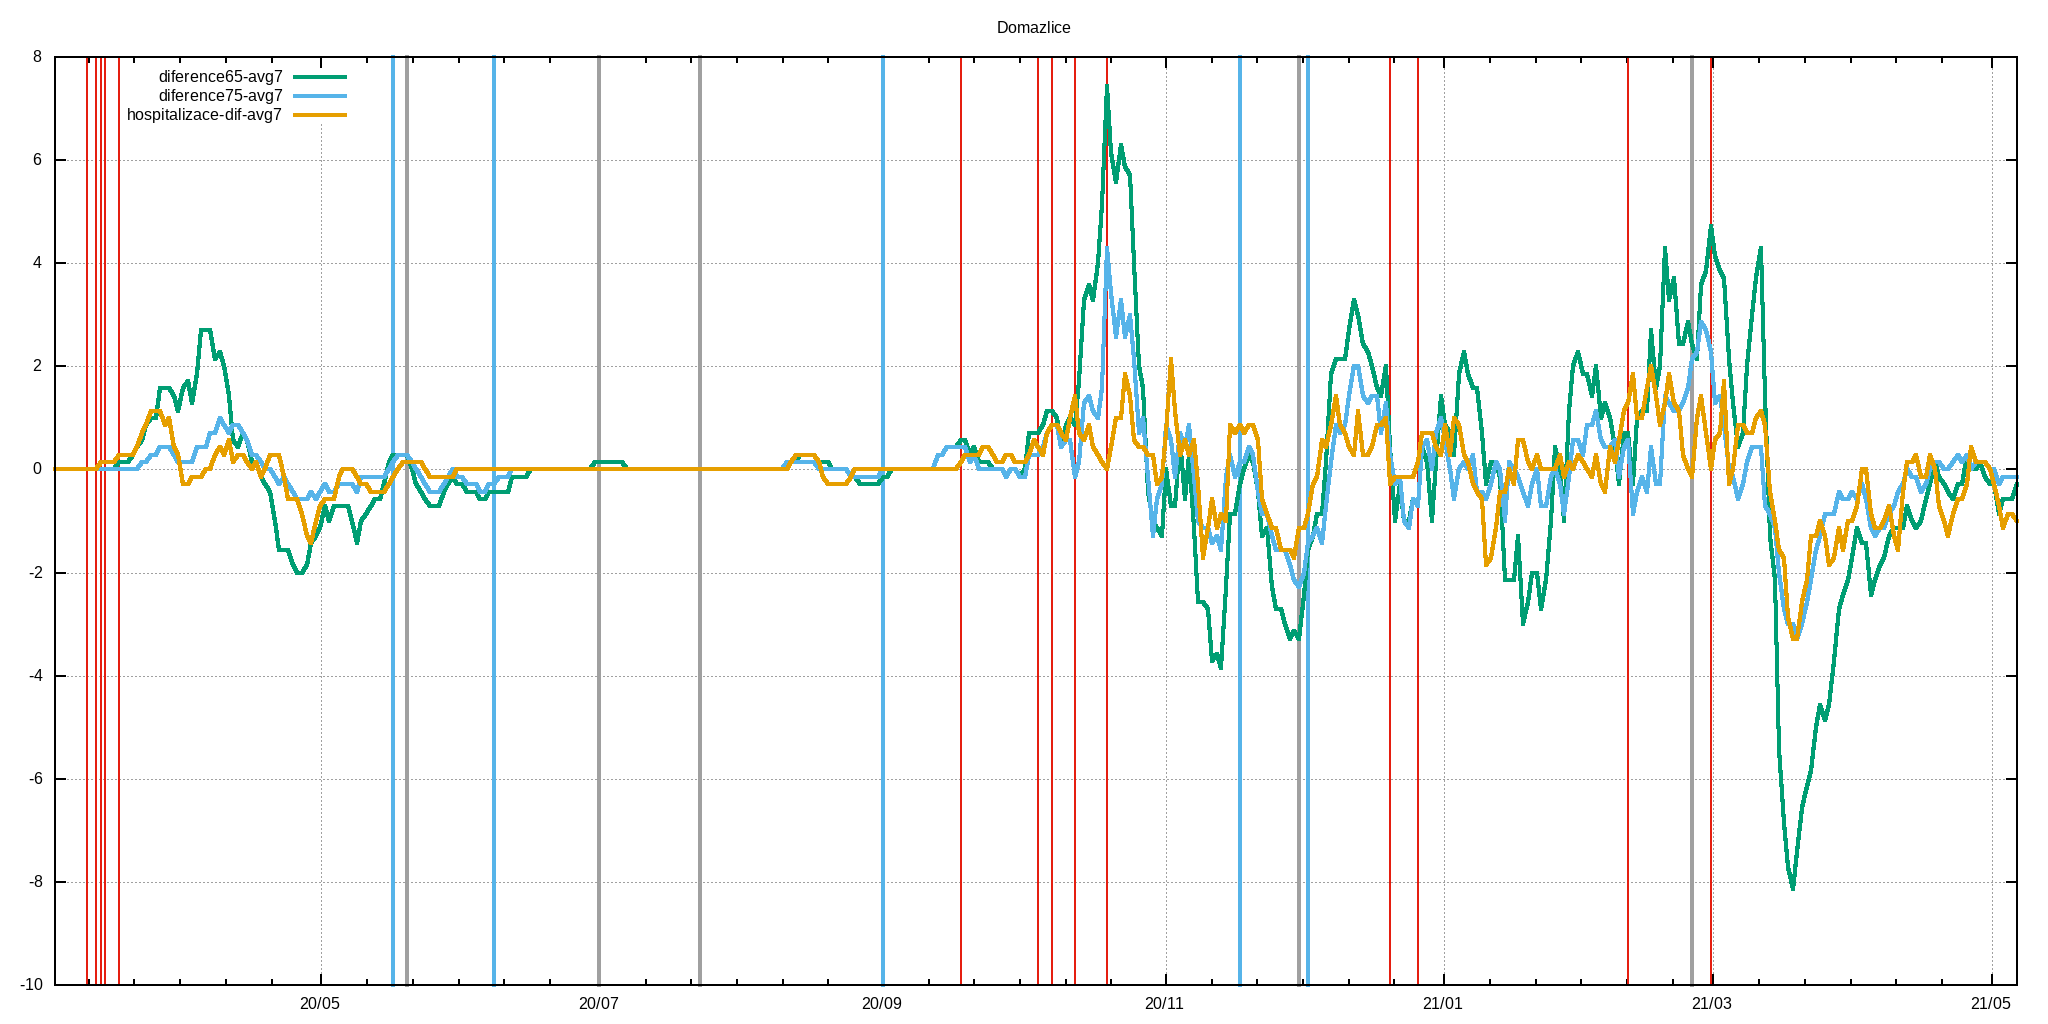 Domazlice
diference65-avg7
diference75-avg7
hospitalizace-dif-avg7
8
6
4
2
0
-2
-4
-6
-8
-10
20/05 20/07 20/09 20/11 21/01 21/03 21/05